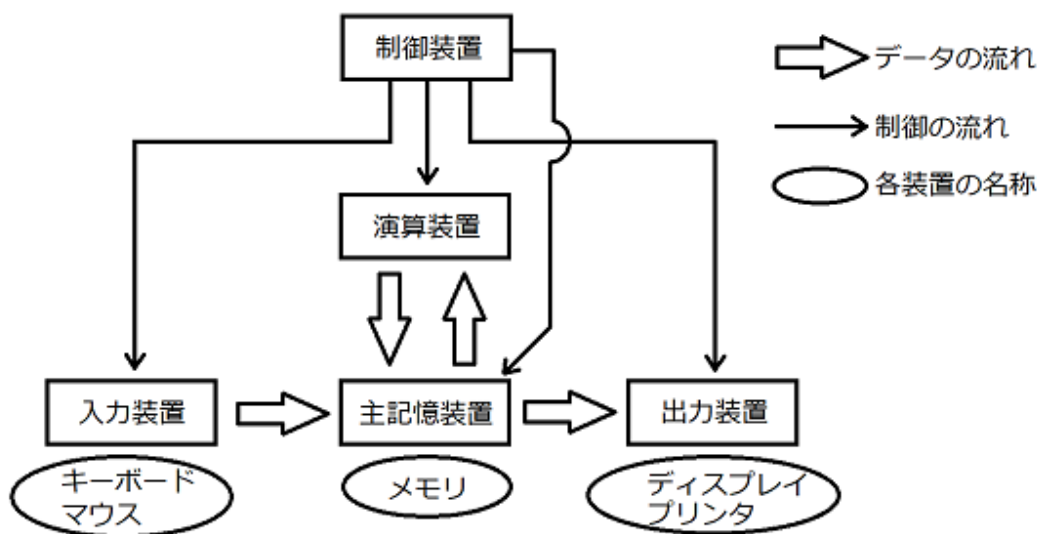 制御装置
データの流れ
制御の流れ
各装置の名称
演算装置
入力装置
主記憶装置
出力装置
キーボード
マウス
メモリ
ディスプレイ
プリンタ